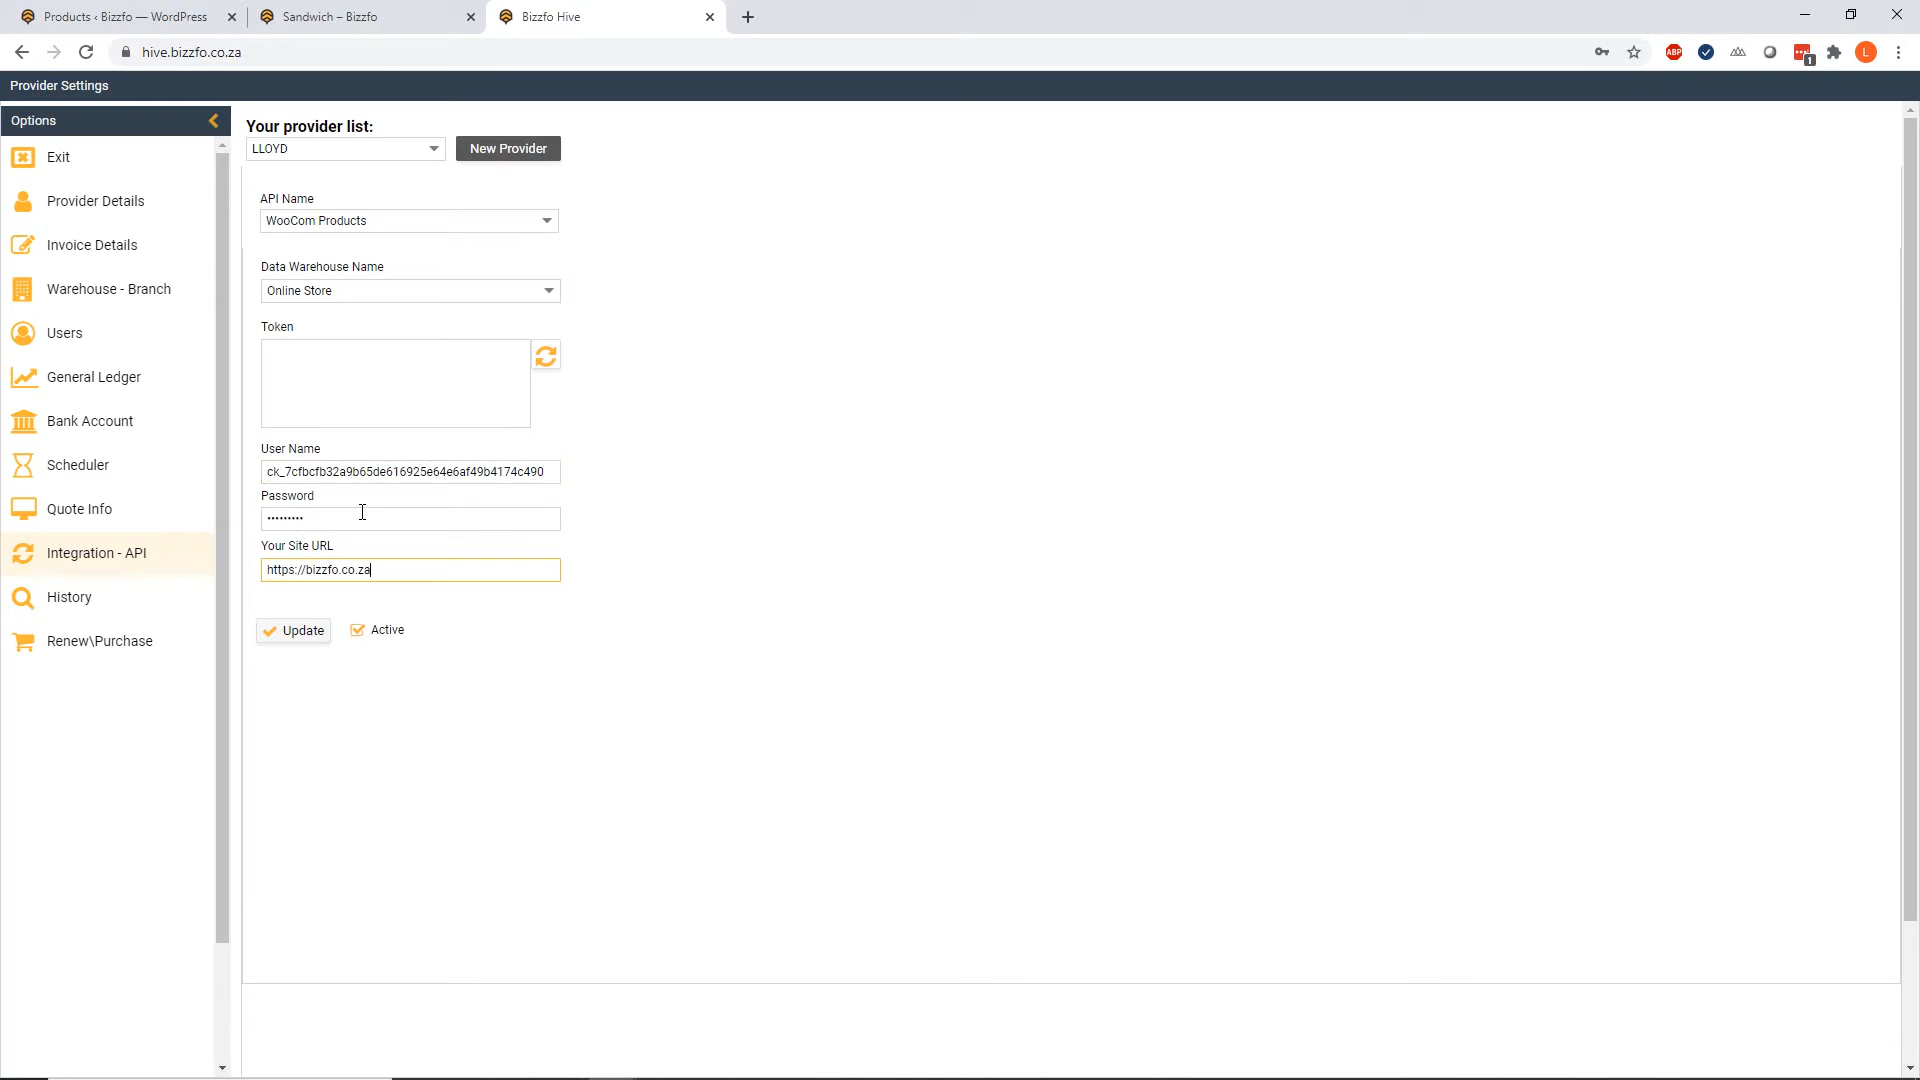 Products ‹ Bizzfo — WordPress
Sandwich – Bizzfo
Bizzfo Hive
hive.bizzfo.co.za
ABP
1
L
Provider Settings
Options
Exit
Provider Details
Invoice Details
Warehouse - Branch
Users
General Ledger
Bank Account
Scheduler
Quote Info
Integration - API
History
Renew\Purchase
Your provider list:
LLOYD
New Provider
API Name
WooCom Products
Data Warehouse Name
Online Store
Token
User Name
ck_7cfbcfb32a9b65de616925e64e6af49b4174c490
Password
•••••••••
Your Site URL
https://bizzfo.co.za
Update
Active